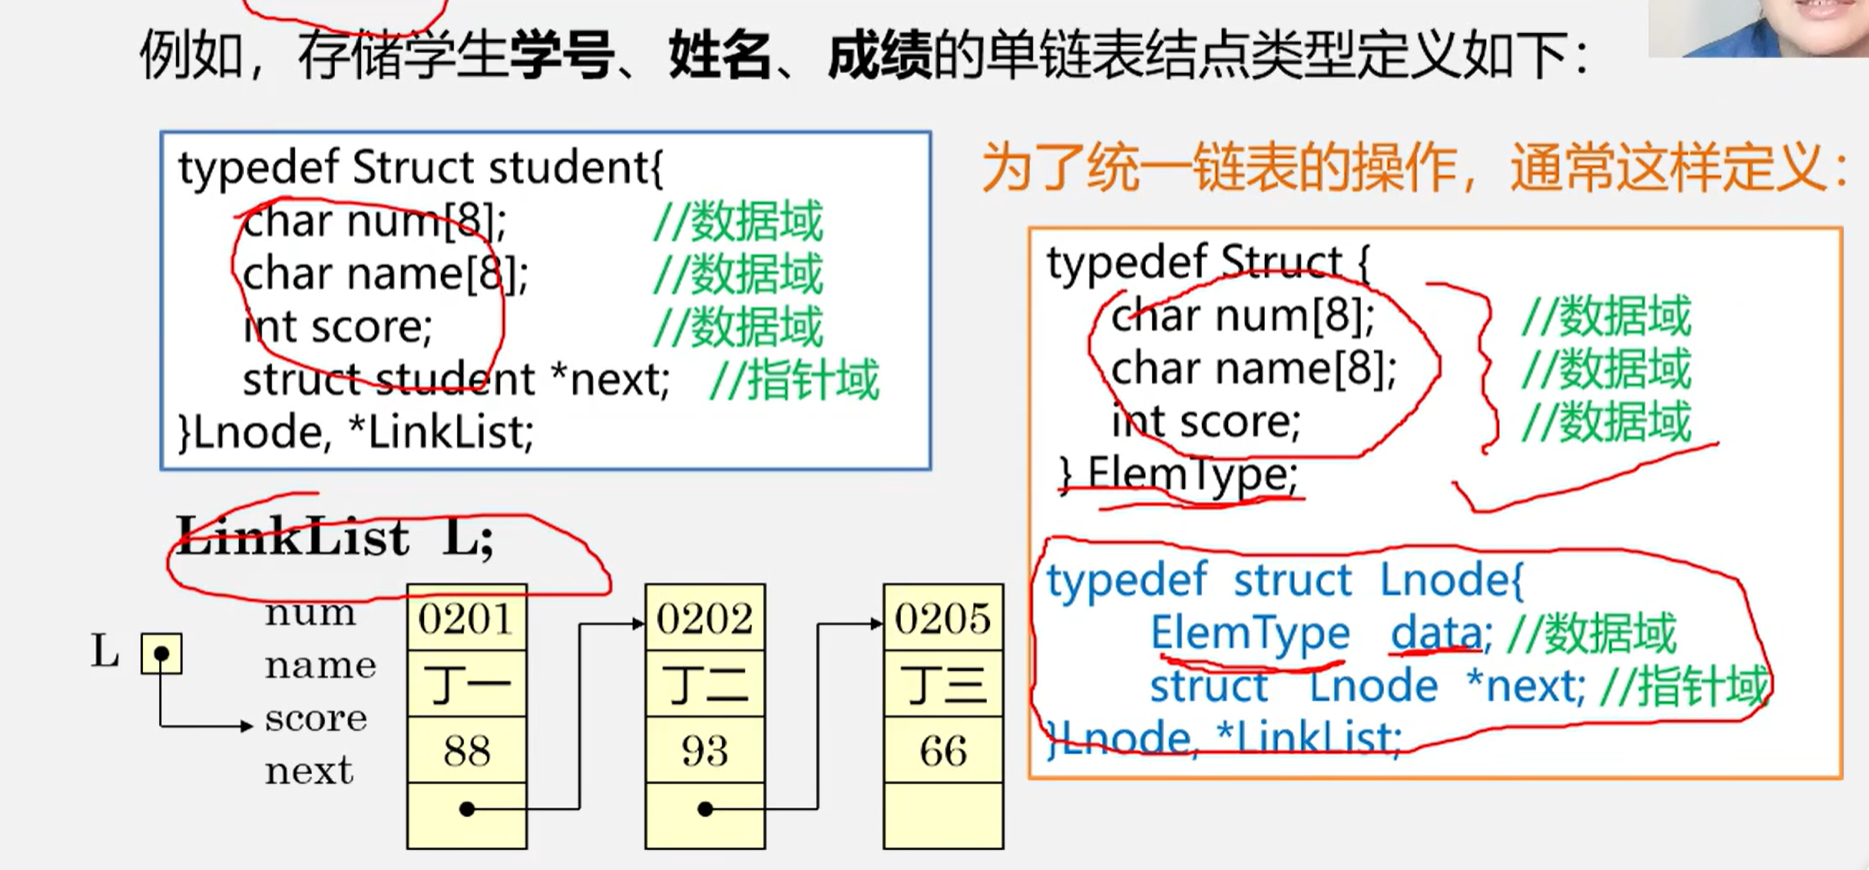 例如，存储学生学号、姓名、成绩的单链表结点类型定义如下：
typedef Struct student{
char num[8]; //数据域
char name[8]; //数据域
int score; //数据域
struct student *next; //指针域
}Lnode, *LinkList;
为了统一链表的操作，通常这样定义：
typedef Struct {
char num[8]; //数据域
char name[8]; //数据域
int score; //数据域
} ElemType;
typedef struct Lnode{
ElemType data; //数据域
struct Lnode *next; //指针域
}Lnode, *LinkList;
LinkList L;
L
num 0201 0202 0205
name 丁一 丁二 丁三
score 88 93 66
next